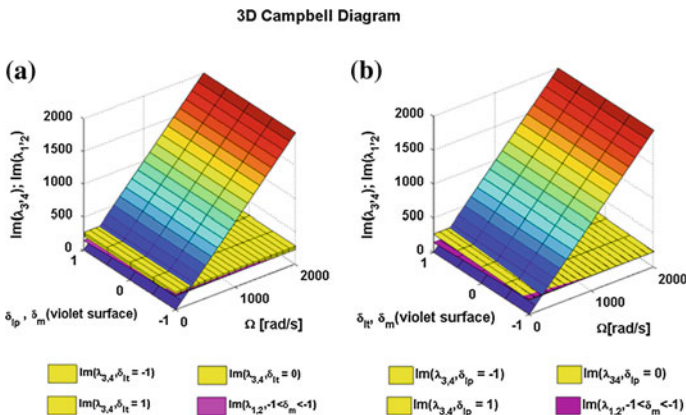 3D Campbell Diagram
(a)
2000
1500
1000
500
0
Im(λ3,4); Im(λ1,2)
1
0
-1
δlp , δm(violet surface)
0
1000
2000
Ω [rad/s]
Im(λ3,4,δlt = -1)
Im(λ3,4,δlt = 0)
Im(λ3,4,δlt = 1)
Im(λ1,2,-1<δm<-1)
(b)
2000
1500
1000
500
0
Im(λ3,4); Im(λ1,2)
1
0
-1
δlt, δm(violet surface)
0
1000
2000
Ω[rad/s]
Im(λ3,4,δlp = -1)
Im(λ34,δlp = 0)
Im(λ3,4,δlp = 1)
Im(λ1,2,-1<δm<-1)